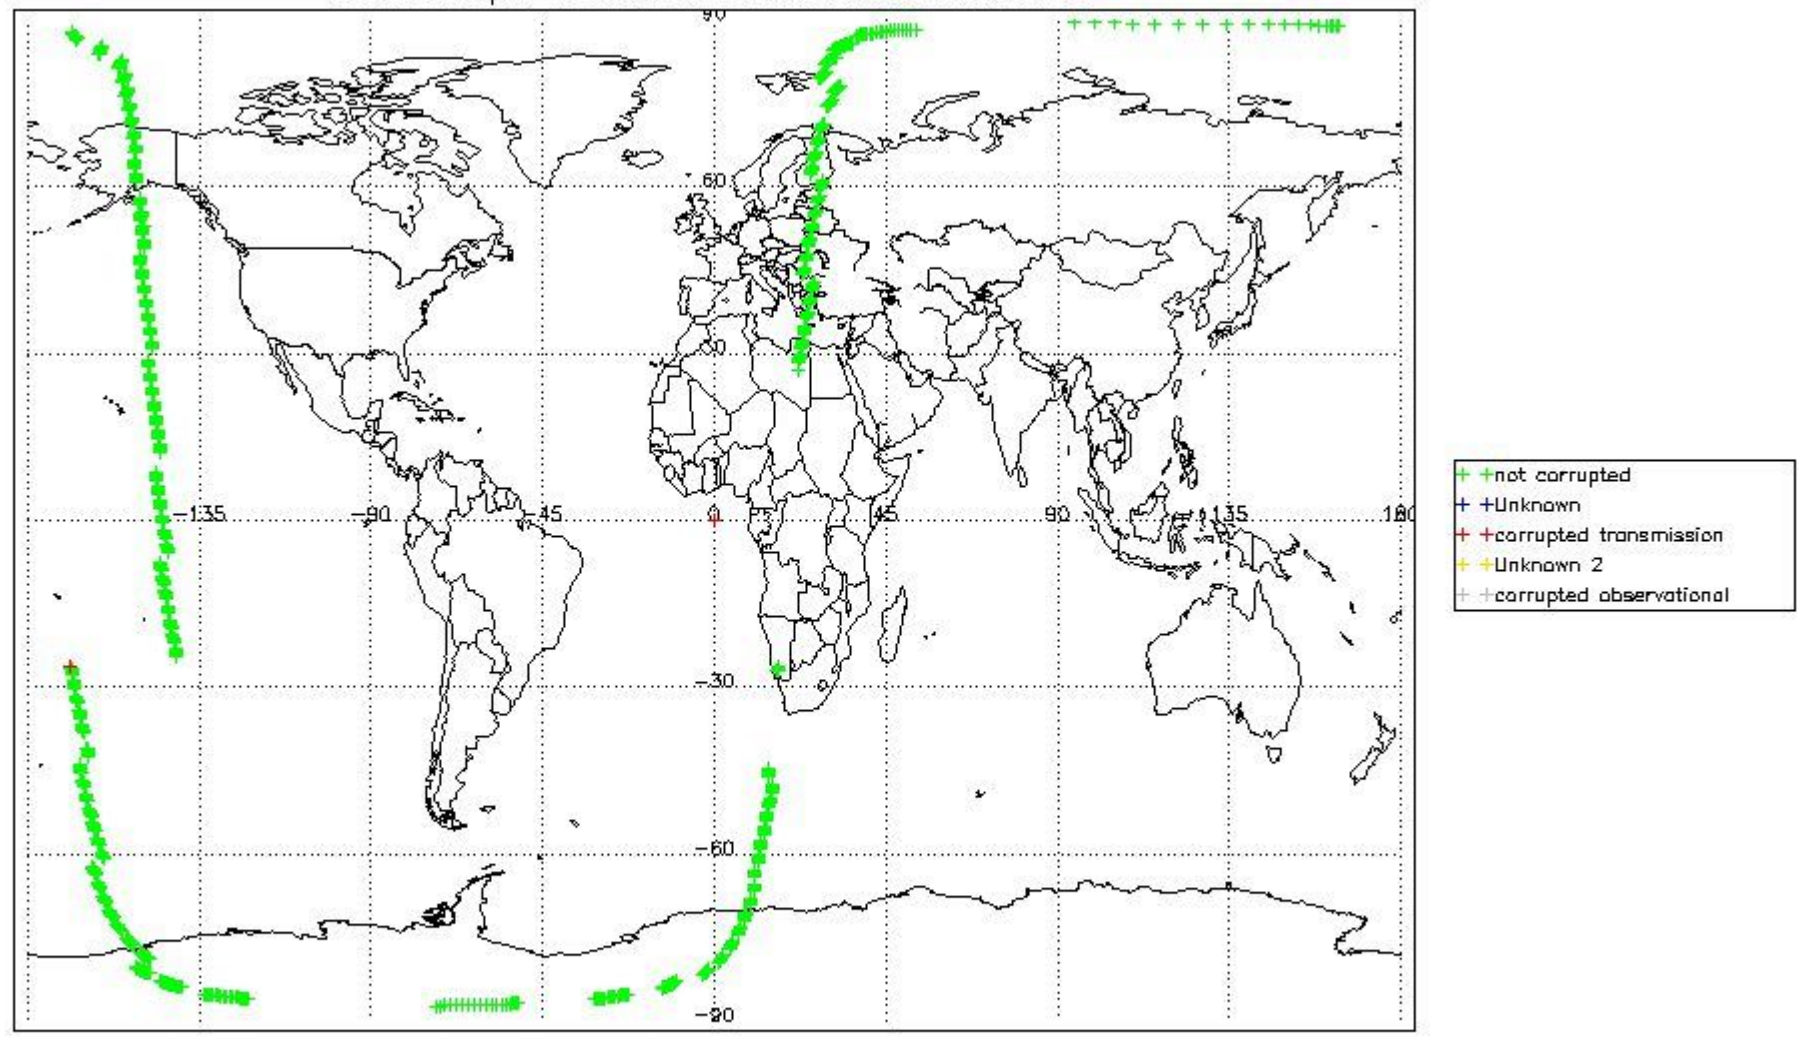 90
60
30
-135 -90 -45 0 45 90 135
-30
-60
-90
not corrupted
Unknown
corrupted transmission
Unknown 2
corrupted observational